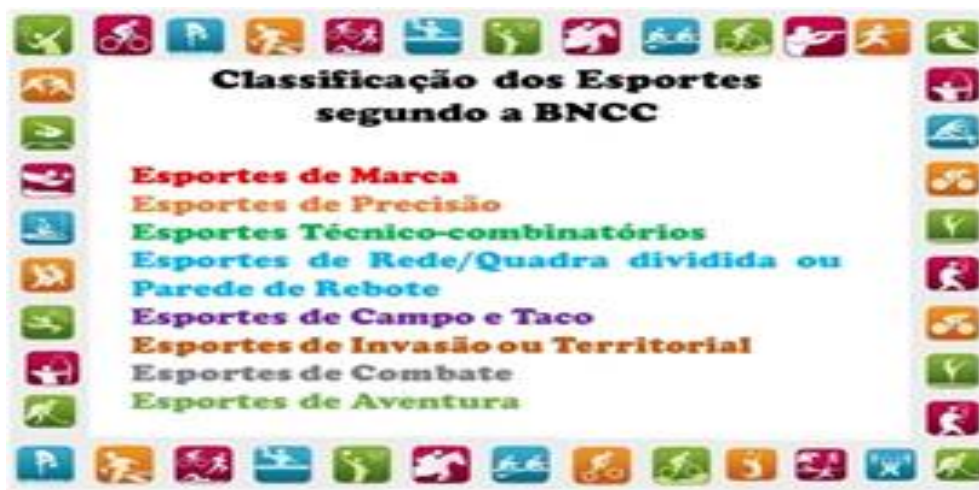 Classificação dos Esportes
segundo a BNCC
Esportes de Marca
Esportes de Precisão
Esportes Técnico-combinatórios
Esportes de Rede/Quadra dividida ou
Parede de Rebote
Esportes de Campo e Taco
Esportes de Invasão ou Territorial
Esportes de Combate
Esportes de Aventura